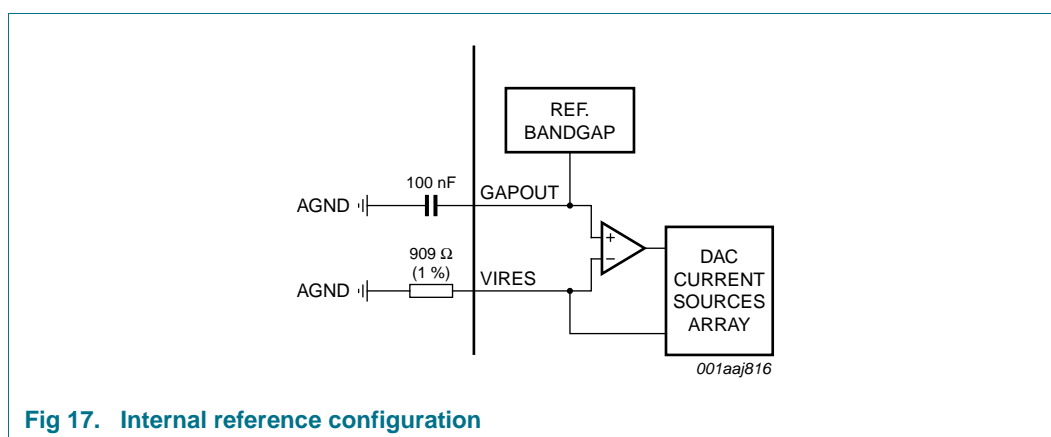 REF.
BANDGAP
100 nF
GAPOUT
AGND
+
−
909 Ω
(1 %)
VIRES
AGND
DAC
CURRENT
SOURCES
ARRAY
001aaj816
Fig 17. Internal reference configuration